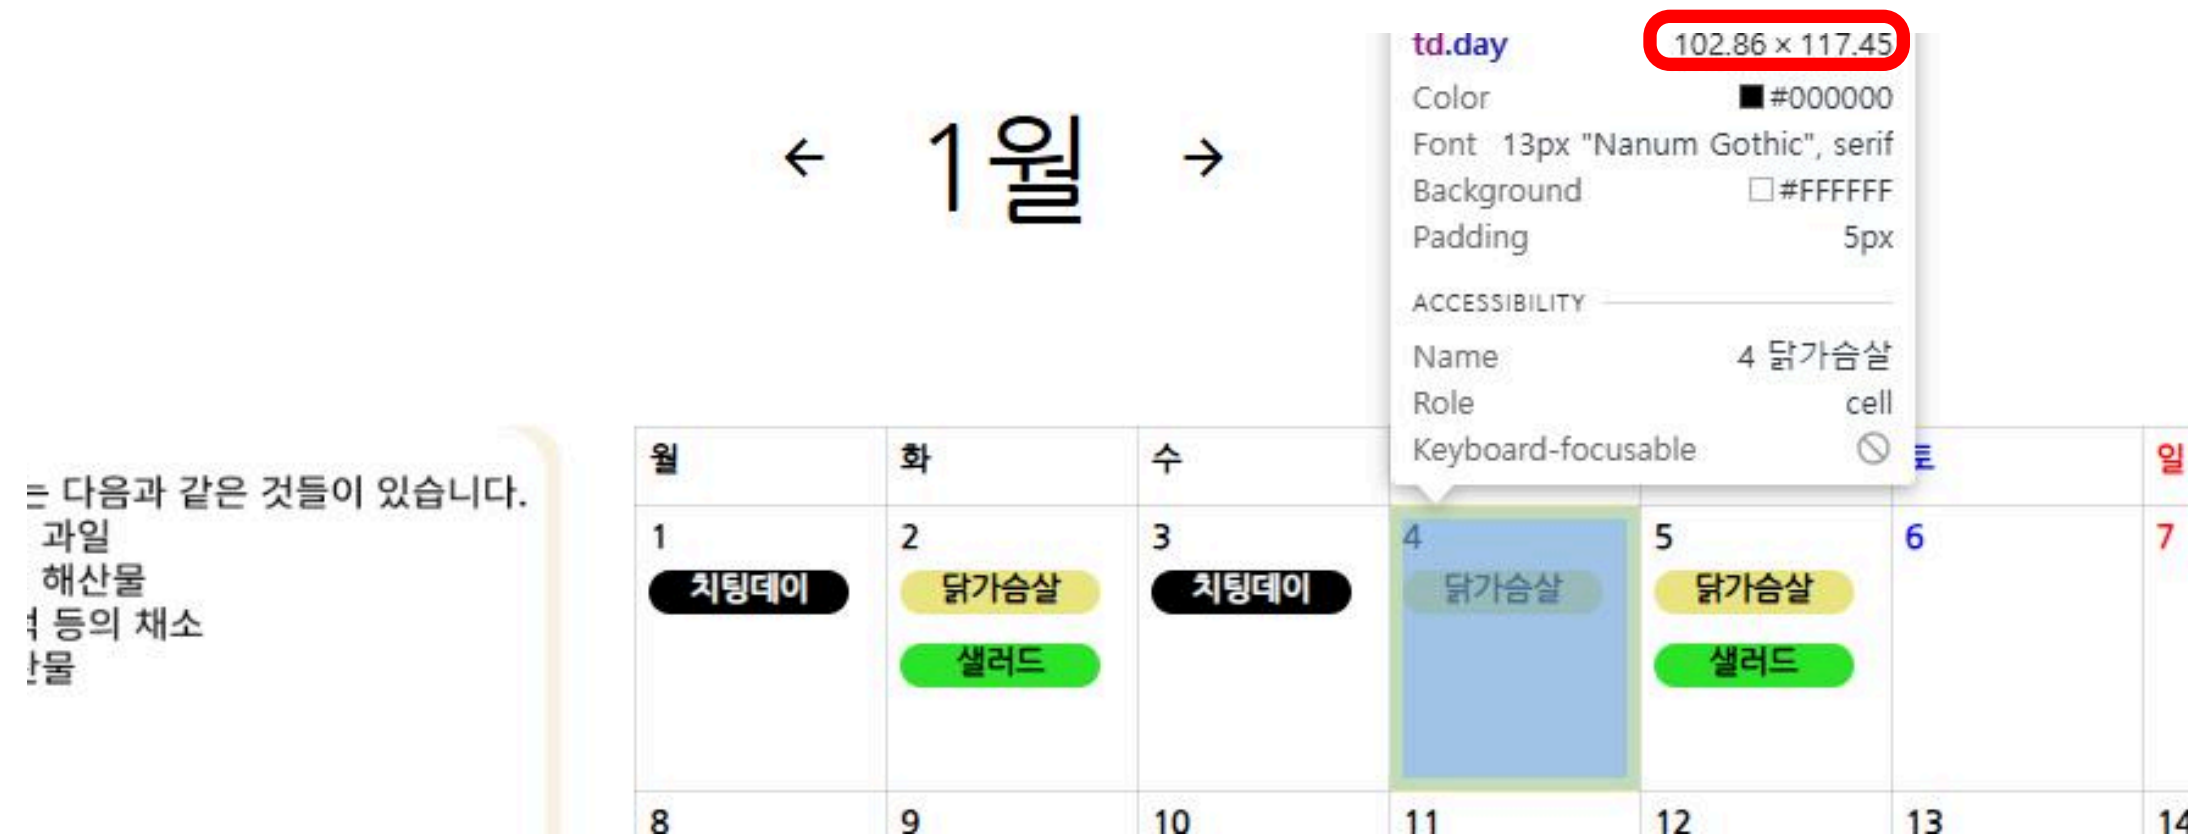 td.day 102.86 × 117.45
Color #000000
Font 13px "Nanum Gothic", serif
Background #FFFFFF
Padding 5px
ACCESSIBILITY
Name 4 닭가슴살
Role cell
Keyboard-focusable
← 1월 →
는 다음과 같은 것들이 있습니다.
과일
해산물
등의 채소
산물
월 화 수 토 일
1 2 3 4 5 6 7
치팅데이 닭가슴살 치팅데이 닭가슴살 닭가슴살
샐러드 샐러드
8 9 10 11 12 13 14